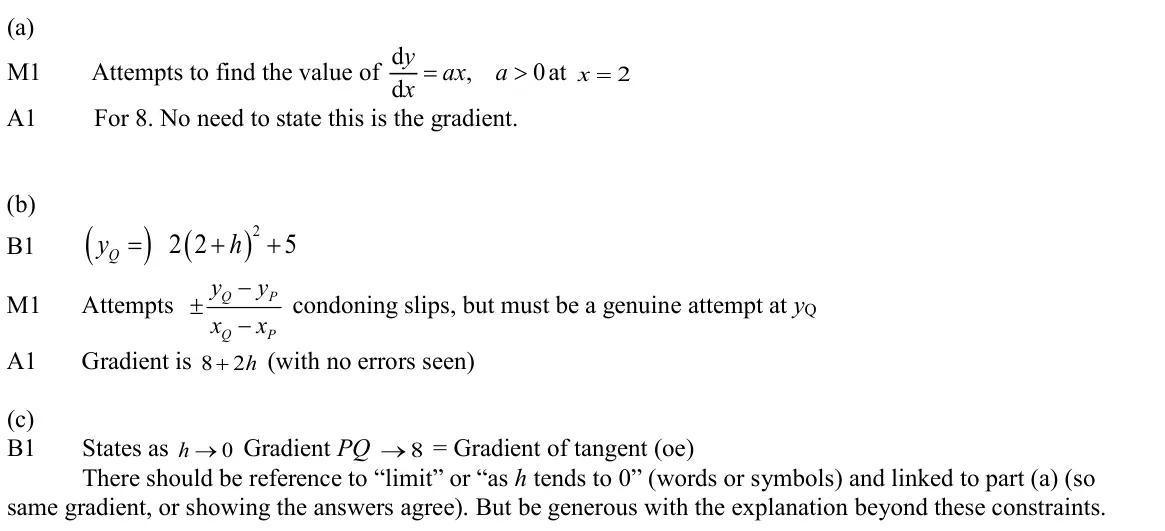 (a)
M1 Attempts to find the value of dy/dx = ax, a > 0 at x = 2
A1 For 8. No need to state this is the gradient.
(b)
B1 (y_Q =) 2(2 + h)² + 5
M1 Attempts ± (y_Q − y_P)/(x_Q − x_P) condoning slips, but must be a genuine attempt at y_Q
A1 Gradient is 8 + 2h (with no errors seen)
(c)
B1 States as h → 0 Gradient PQ → 8 = Gradient of tangent (oe)
There should be reference to “limit” or “as h tends to 0” (words or symbols) and linked to part (a) (so
same gradient, or showing the answers agree). But be generous with the explanation beyond these constraints.